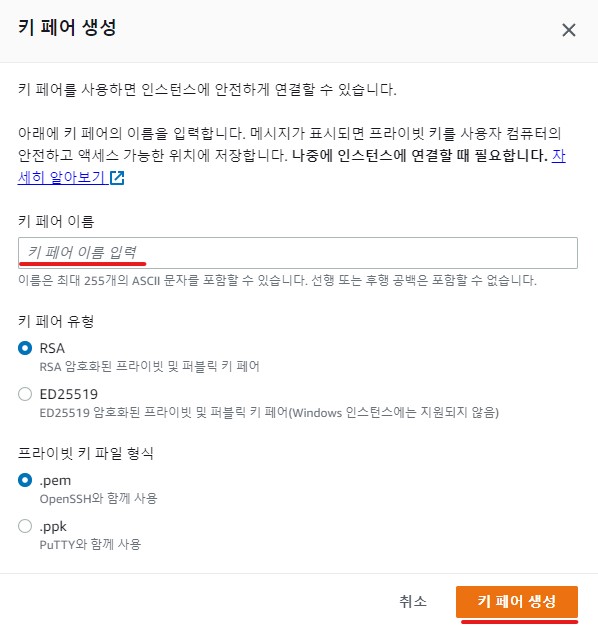 키 페어 생성
키 페어를 사용하면 인스턴스에 안전하게 연결할 수 있습니다.
아래에 키 페어의 이름을 입력합니다. 메시지가 표시되면 프라이빗 키를 사용자 컴퓨터의
안전하고 액세스 가능한 위치에 저장합니다. 나중에 인스턴스에 연결할 때 필요합니다. 자
세히 알아보기
키 페어 이름
키 페어 이름 입력
이름은 최대 255개의 ASCII 문자를 포함할 수 있습니다. 선행 또는 후행 공백은 포함할 수 없습니다.
키 페어 유형
RSA
RSA 암호화된 프라이빗 및 퍼블릭 키 페어
ED25519
ED25519 암호화된 프라이빗 및 퍼블릭 키 페어(Windows 인스턴스에는 지원되지 않음)
프라이빗 키 파일 형식
.pem
OpenSSH와 함께 사용
.ppk
PuTTY와 함께 사용
취소
키 페어 생성